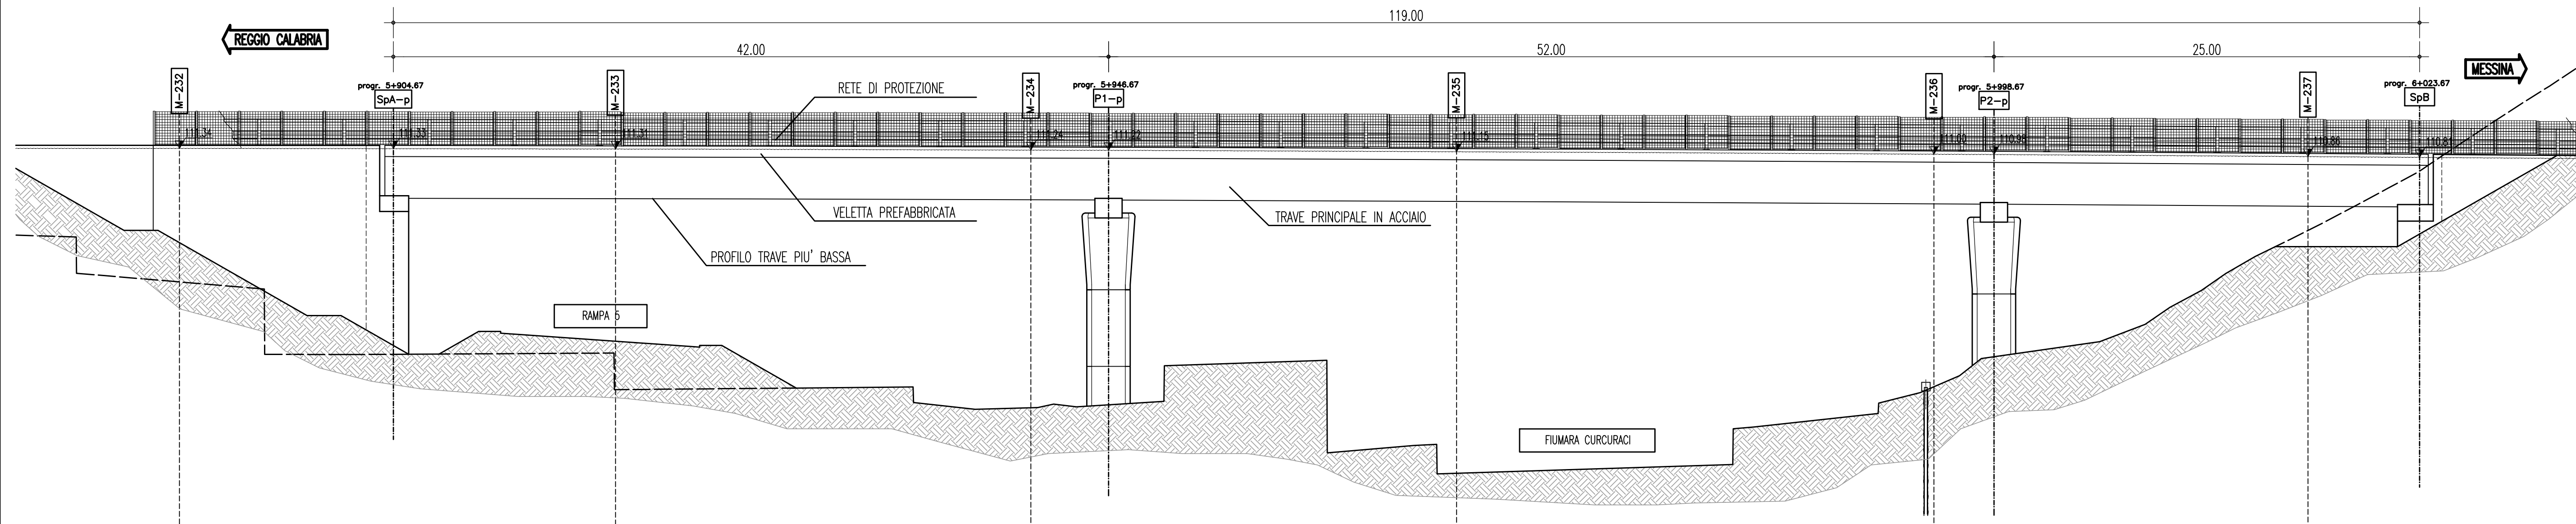 119.00
REGGIO CALABRIA
42.00
52.00
25.00
MESSINA
M-232
progr. 5+904.67
SpA-p
M-233
RETE DI PROTEZIONE
M-234
progr. 5+946.67
P1-p
M-235
M-236
progr. 5+998.67
P2-p
M-237
progr. 6+023.67
SpB
111.34
111.33
111.31
111.24
111.22
111.15
111.00
110.98
110.86
110.81
VELETTA PREFABBRICATA
TRAVE PRINCIPALE IN ACCIAIO
PROFILO TRAVE PIU' BASSA
RAMPA 5
FIUMARA CURCURACI